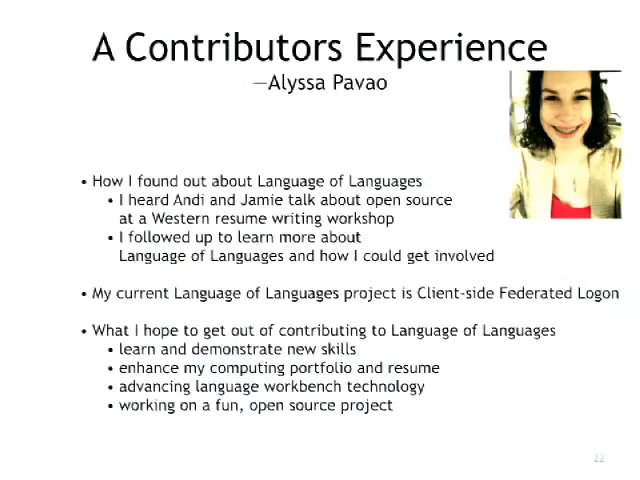 A Contributors Experience
—Alyssa Pavao
• How I found out about Language of Languages
• I heard Andi and Jamie talk about open source
at a Western resume writing workshop
• I followed up to learn more about
Language of Languages and how I could get involved
• My current Language of Languages project is Client-side Federated Logon
• What I hope to get out of contributing to Language of Languages
• learn and demonstrate new skills
• enhance my computing portfolio and resume
• advancing language workbench technology
• working on a fun, open source project
22